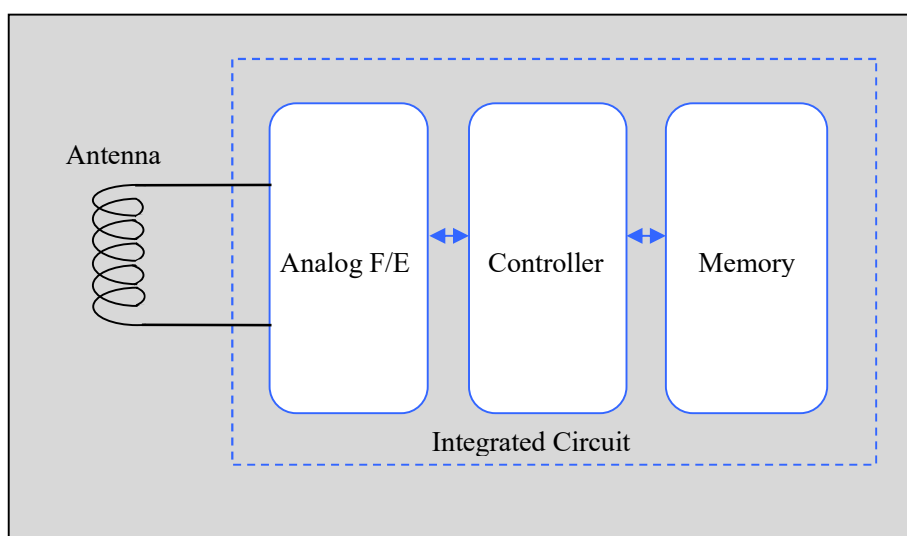 Antenna
Analog F/E
Controller
Memory
Integrated Circuit